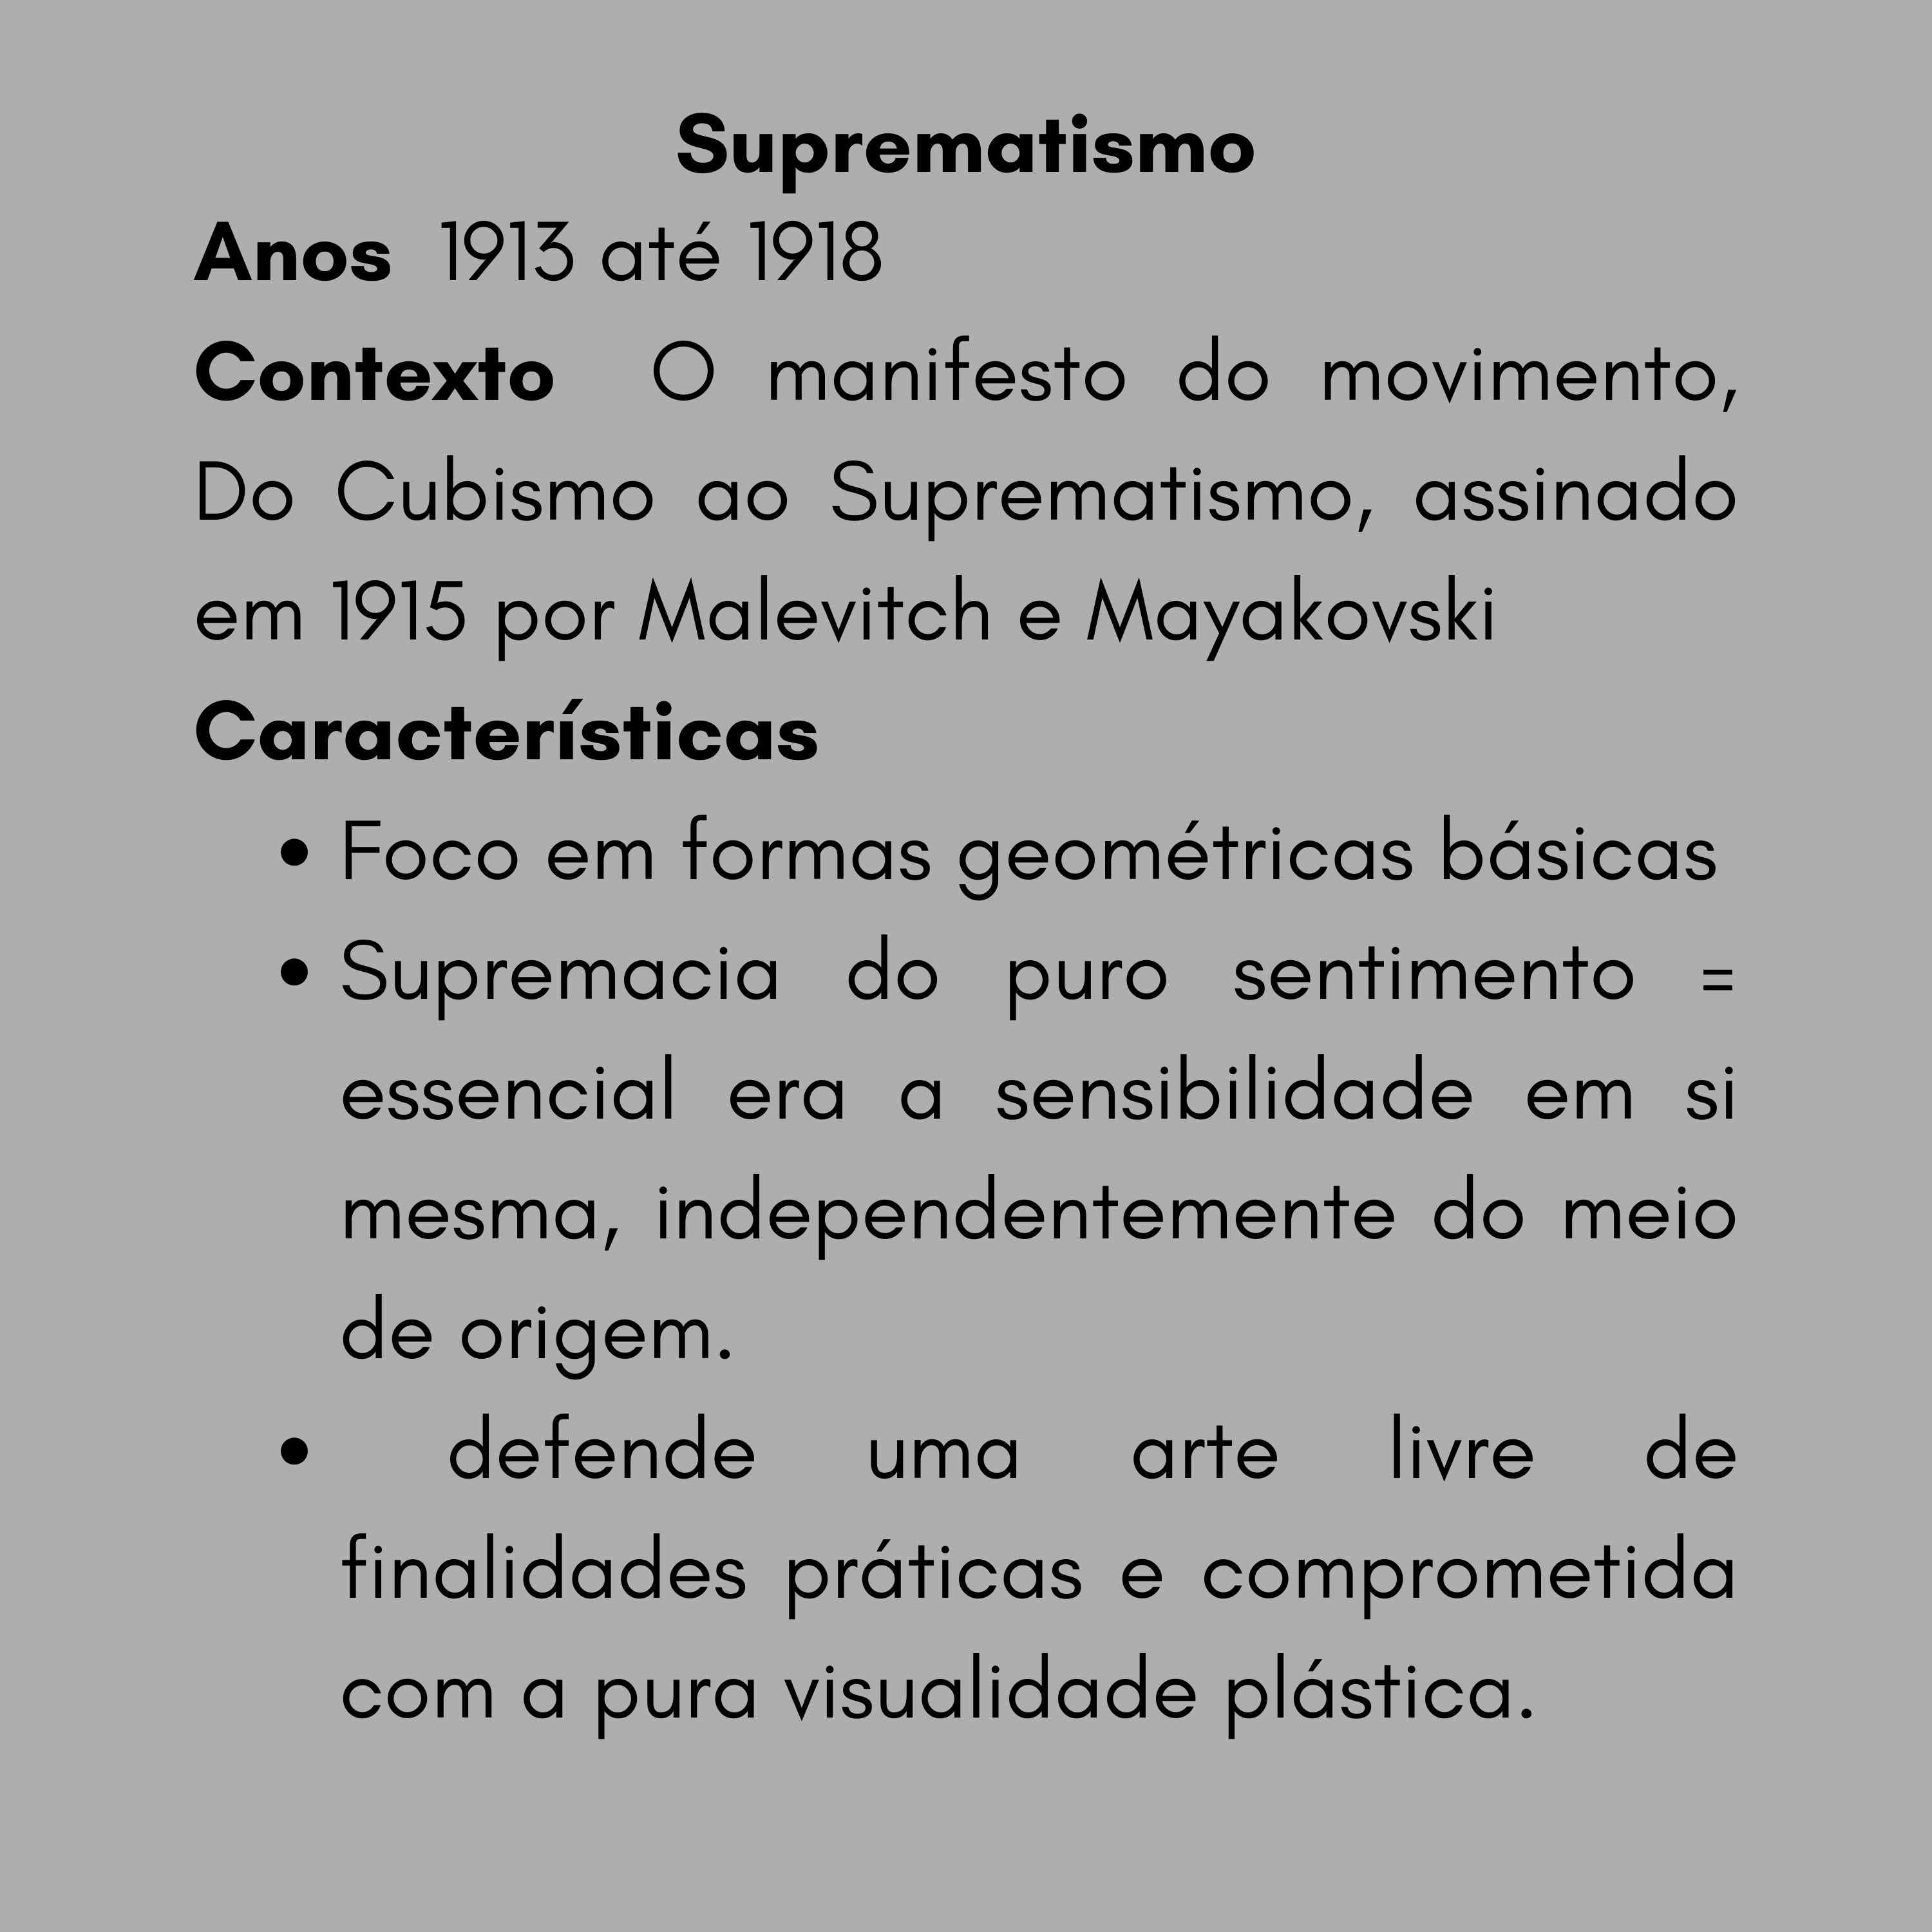 Suprematismo
Anos 1913 até 1918
Contexto O manifesto do movimento,
Do Cubismo ao Suprematismo, assinado
em 1915 por Malevitch e Mayakovski
Características
• Foco em formas geométricas básicas
• Supremacia do puro sentimento =
essencial era a sensibilidade em si
mesma, independentemente do meio
de origem.
• defende uma arte livre de
finalidades práticas e comprometida
com a pura visualidade plástica.